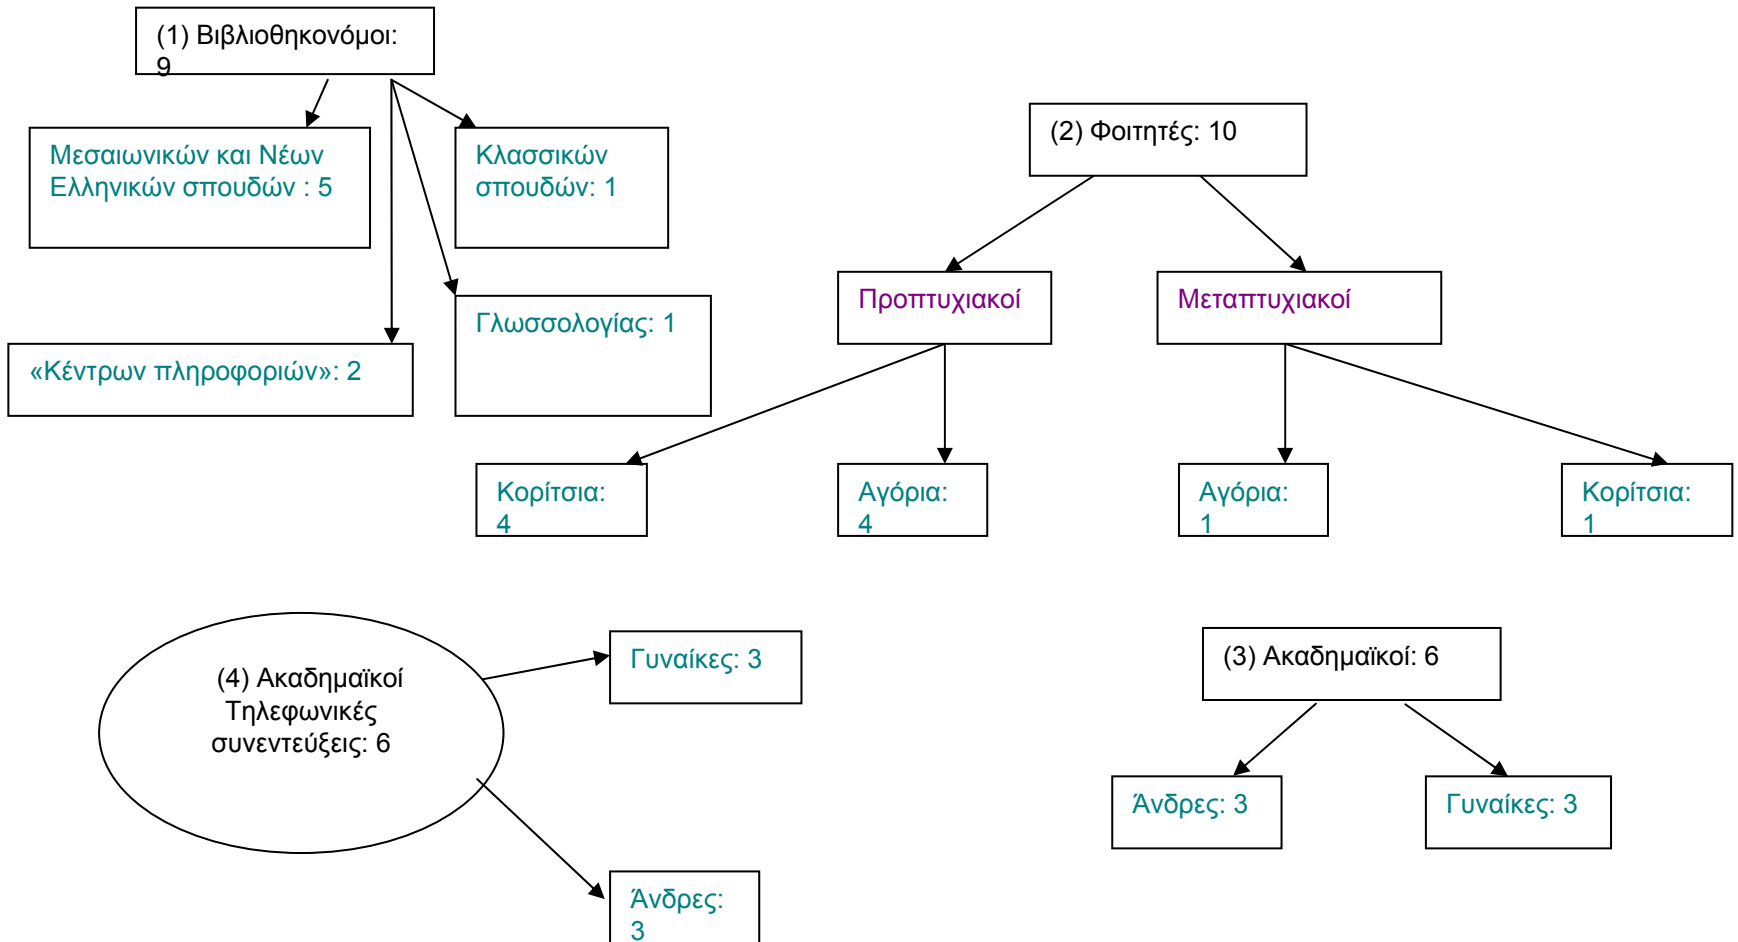 (1) Βιβλιοθηκονόμοι:
9
Μεσαιωνικών και Νέων
Ελληνικών σπουδών : 5
Κλασσικών
σπουδών: 1
Γλωσσολογίας: 1
«Κέντρων πληροφοριών»: 2
(2) Φοιτητές: 10
Προπτυχιακοί
Μεταπτυχιακοί
Κορίτσια:
4
Αγόρια:
4
Αγόρια:
1
Κορίτσια:
1
(4) Ακαδημαϊκοί
Τηλεφωνικές
συνεντεύξεις: 6
Γυναίκες: 3
Άνδρες:
3
(3) Ακαδημαϊκοί: 6
Άνδρες: 3
Γυναίκες: 3